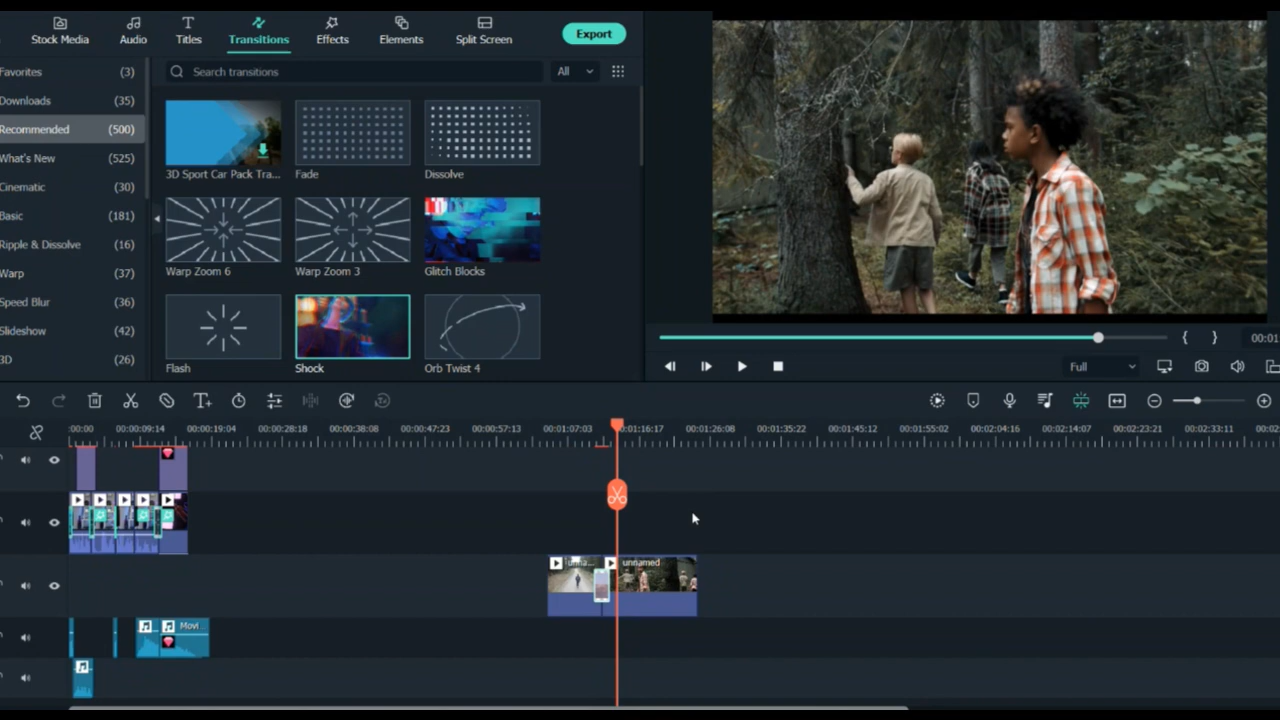 Stock Media
Audio
Titles
Transitions
Effects
Elements
Split Screen
Export
Favorites (3)
Downloads (35)
Recommended (500)
What's New (525)
Cinematic (30)
Basic (181)
Ripple & Dissolve (16)
Warp (37)
Speed Blur (36)
Slideshow (42)
3D (26)
Search transitions
All
3D Sport Car Pack Tra...
Fade
Dissolve
Warp Zoom 6
Warp Zoom 3
Glitch Blocks
Flash
Shock
Orb Twist 4
{ } 00:01
Full
:00:00 00:00:09:14 00:00:19:04 00:00:28:18 00:00:38:08 00:00:47:23 00:00:57:13 00:01:07:03 00:01:16:17 00:01:26:08 00:01:35:22 00:01:45:12 00:01:55:02 00:02:04:16 00:02:14:07 00:02:23:21 00:02:33:11 00:02:
unna...
unnamed
Movi...